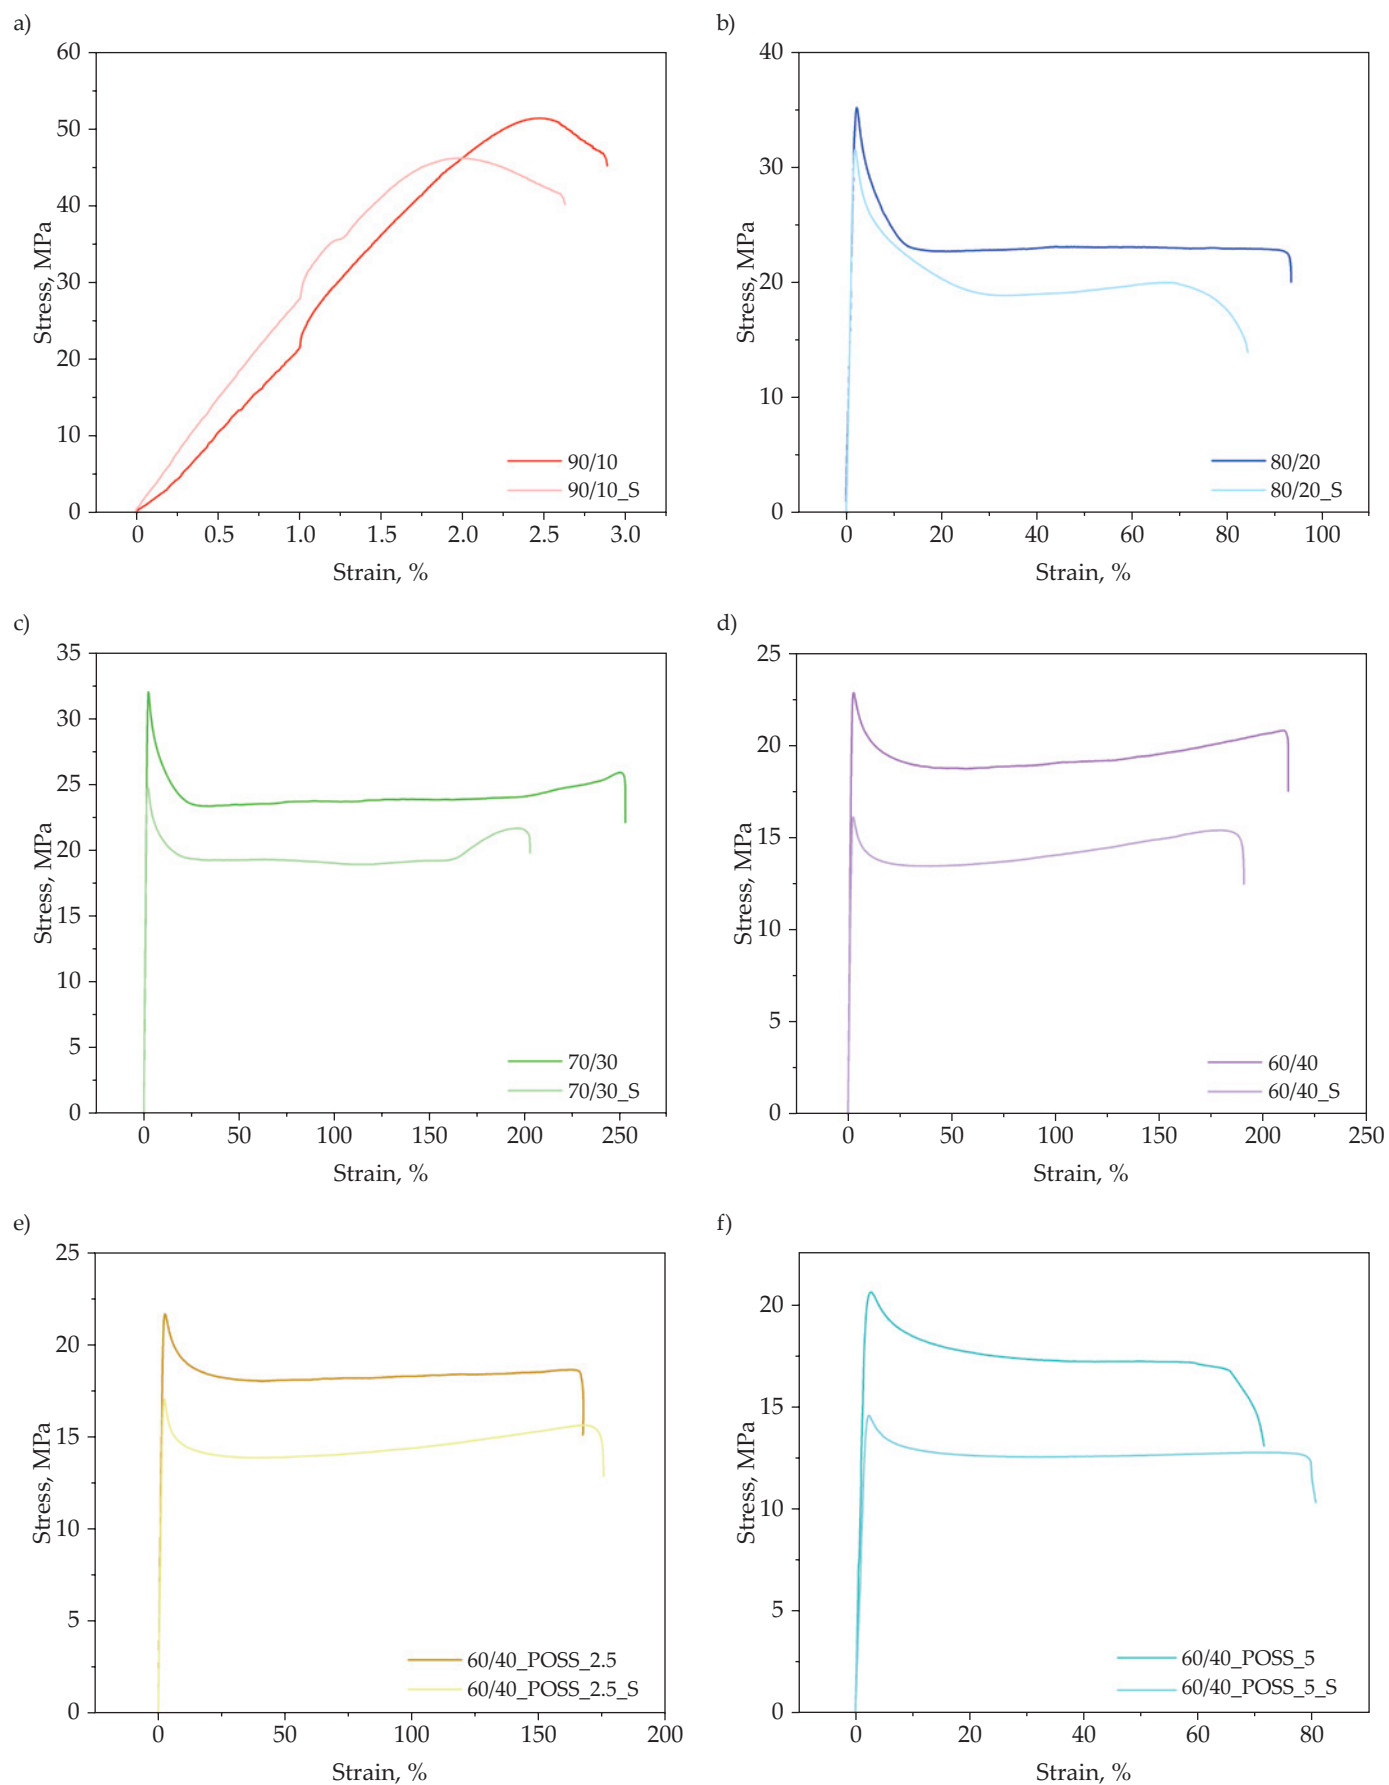 a)
60
50
40
30
20
10
0
Stress, MPa
90/10
90/10_S
0 0.5 1.0 1.5 2.0 2.5 3.0
Strain, %
b)
40
30
20
10
0
Stress, MPa
80/20
80/20_S
0 20 40 60 80 100
Strain, %
c)
35
30
25
20
15
10
5
0
Stress, MPa
70/30
70/30_S
0 50 100 150 200 250
Strain, %
d)
25
20
15
10
5
0
Stress, MPa
60/40
60/40_S
0 50 100 150 200 250
Strain, %
e)
25
20
15
10
5
0
Stress, MPa
60/40_POSS_2.5
60/40_POSS_2.5_S
0 50 100 150 200
Strain, %
f)
20
15
10
5
0
Stress, MPa
60/40_POSS_5
60/40_POSS_5_S
0 20 40 60 80
Strain, %